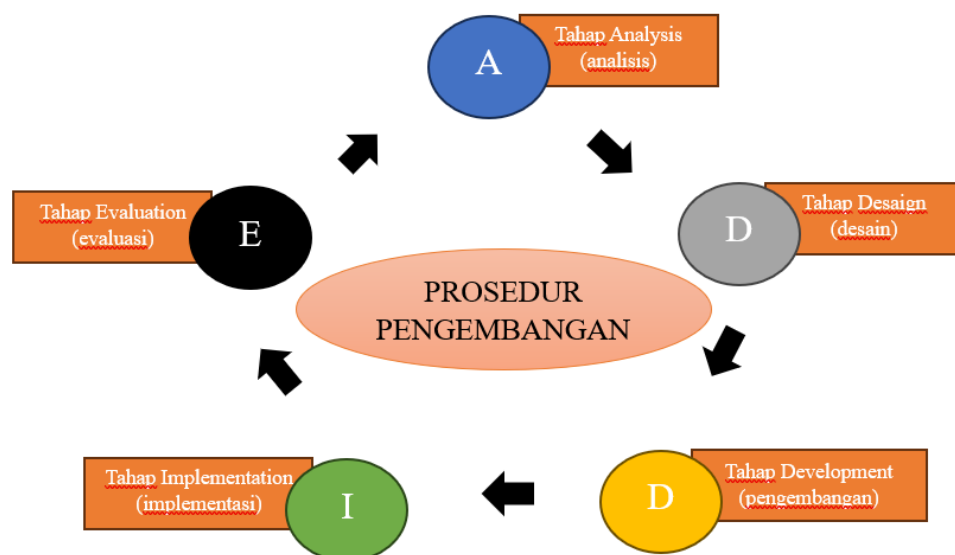 A
Tahap Analysis
(analisis)
D
Tahap Desaign
(desain)
E
Tahap Evaluation
(evaluasi)
PROSEDUR
PENGEMBANGAN
D
Tahap Development
(pengembangan)
I
Tahap Implementation
(implementasi)